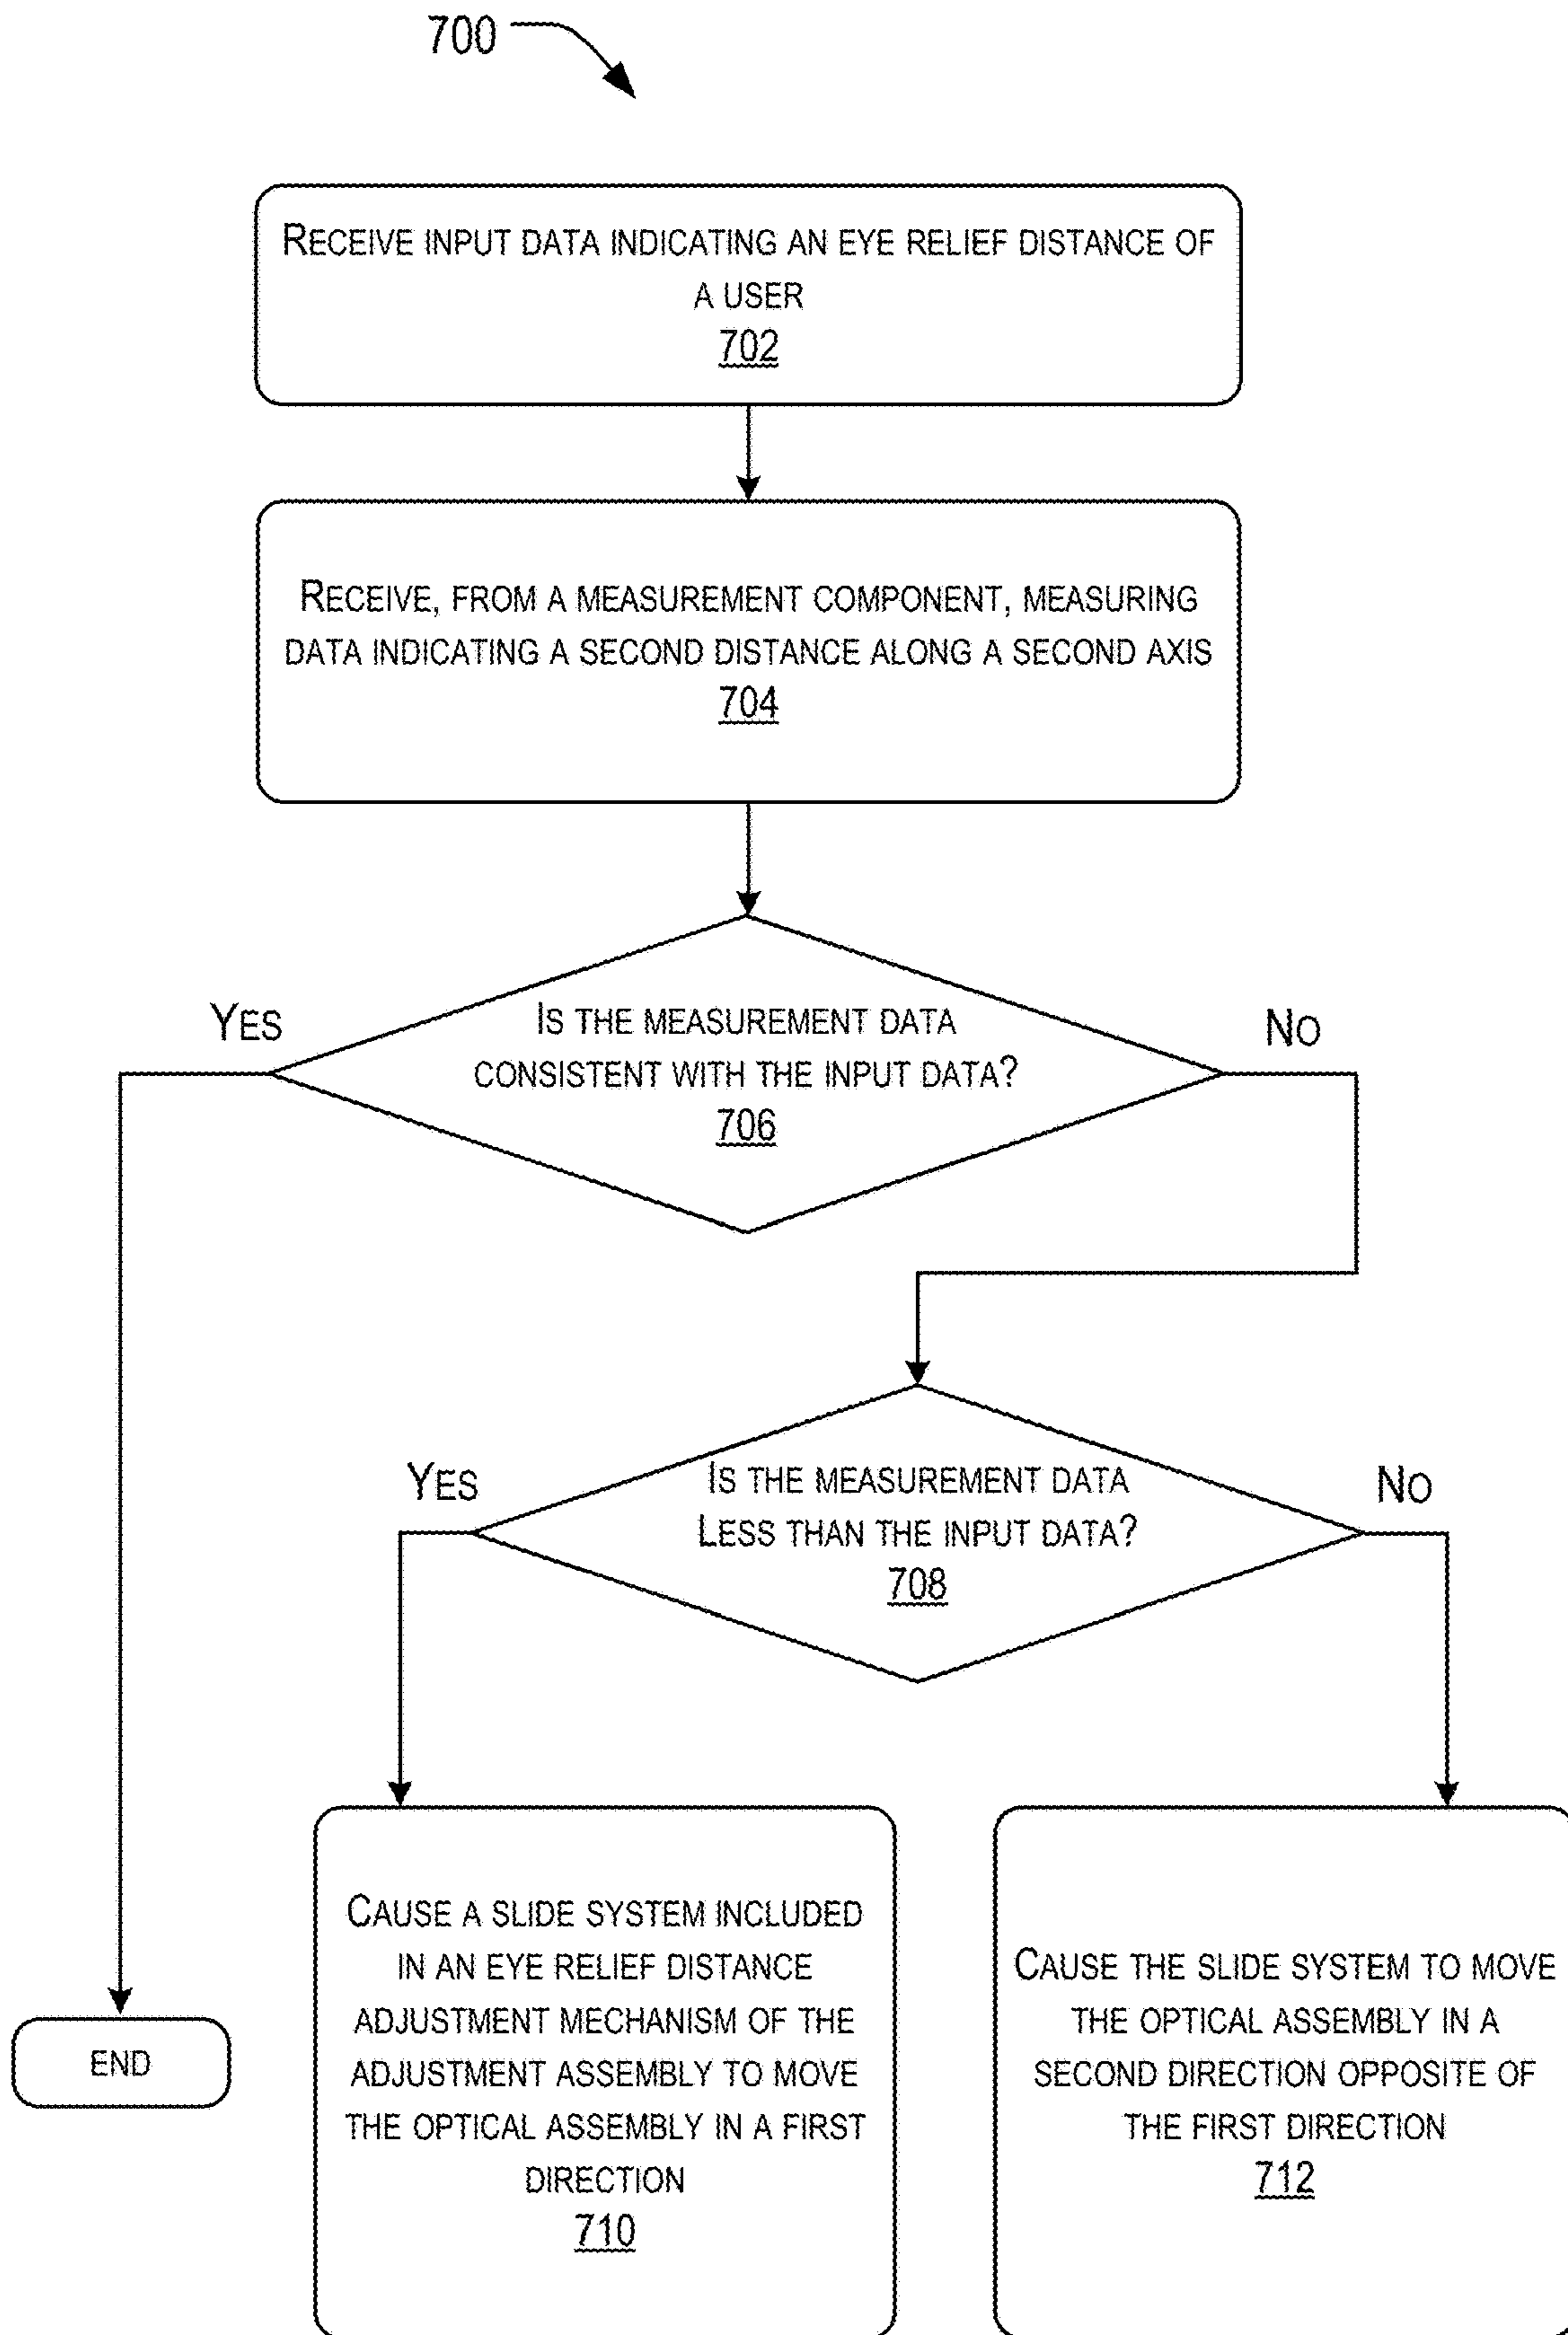 700
RECEIVE INPUT DATA INDICATING AN EYE RELIEF DISTANCE OF
A USER
702
RECEIVE, FROM A MEASUREMENT COMPONENT, MEASURING
DATA INDICATING A SECOND DISTANCE ALONG A SECOND AXIS
704
YES
IS THE MEASUREMENT DATA
CONSISTENT WITH THE INPUT DATA?
706
NO
YES
IS THE MEASUREMENT DATA
LESS THAN THE INPUT DATA?
708
NO
END
CAUSE A SLIDE SYSTEM INCLUDED
IN AN EYE RELIEF DISTANCE
ADJUSTMENT MECHANISM OF THE
ADJUSTMENT ASSEMBLY TO MOVE
THE OPTICAL ASSEMBLY IN A FIRST
DIRECTION
710
CAUSE THE SLIDE SYSTEM TO MOVE
THE OPTICAL ASSEMBLY IN A
SECOND DIRECTION OPPOSITE OF
THE FIRST DIRECTION
712